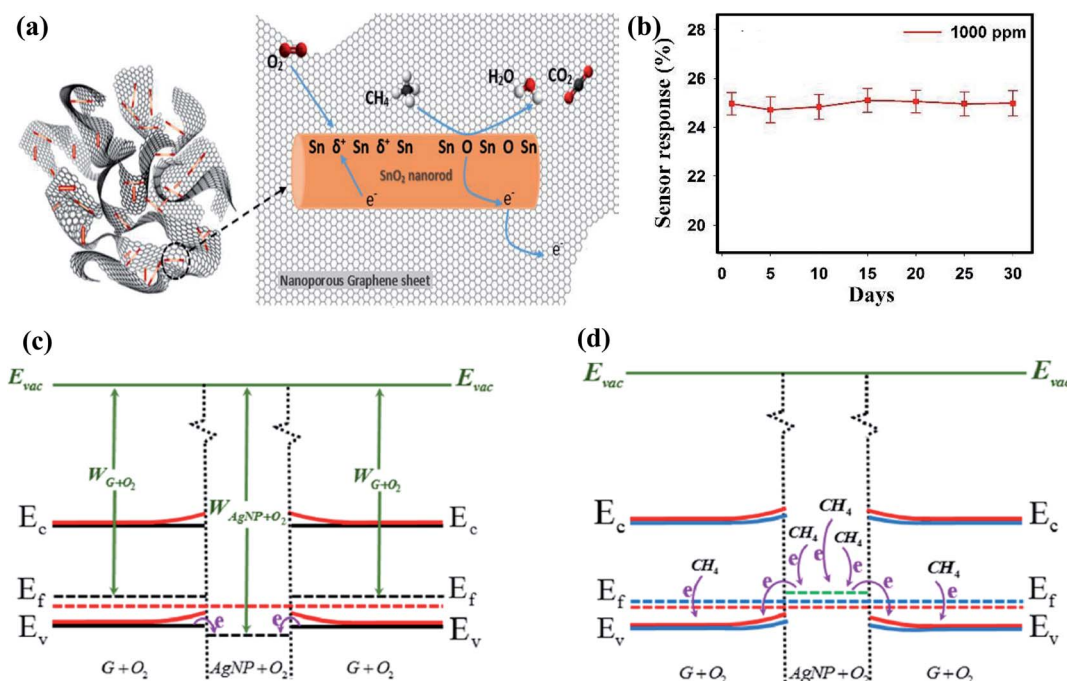 (a)
O2
CH4
H2O
CO2
Sn δ+ Sn δ+ Sn
Sn O Sn O Sn
SnO2 nanorod
e-
e-
e-
Nanoporous Graphene sheet
(b)
1000 ppm
28
26
24
22
20
Sensor response (%)
0 5 10 15 20 25 30
Days
(c)
Evac
Evac
WG+O2
WAgNP+O2
WG+O2
Ec
Ec
Ef
Ef
Ev
Ev
e
e
G+O2
AgNP+O2
G+O2
(d)
Evac
Evac
Ec
Ec
CH4
CH4
CH4
e
e
e
CH4
e
e
CH4
Ef
Ef
Ev
Ev
G+O2
AgNP+O2
G+O2